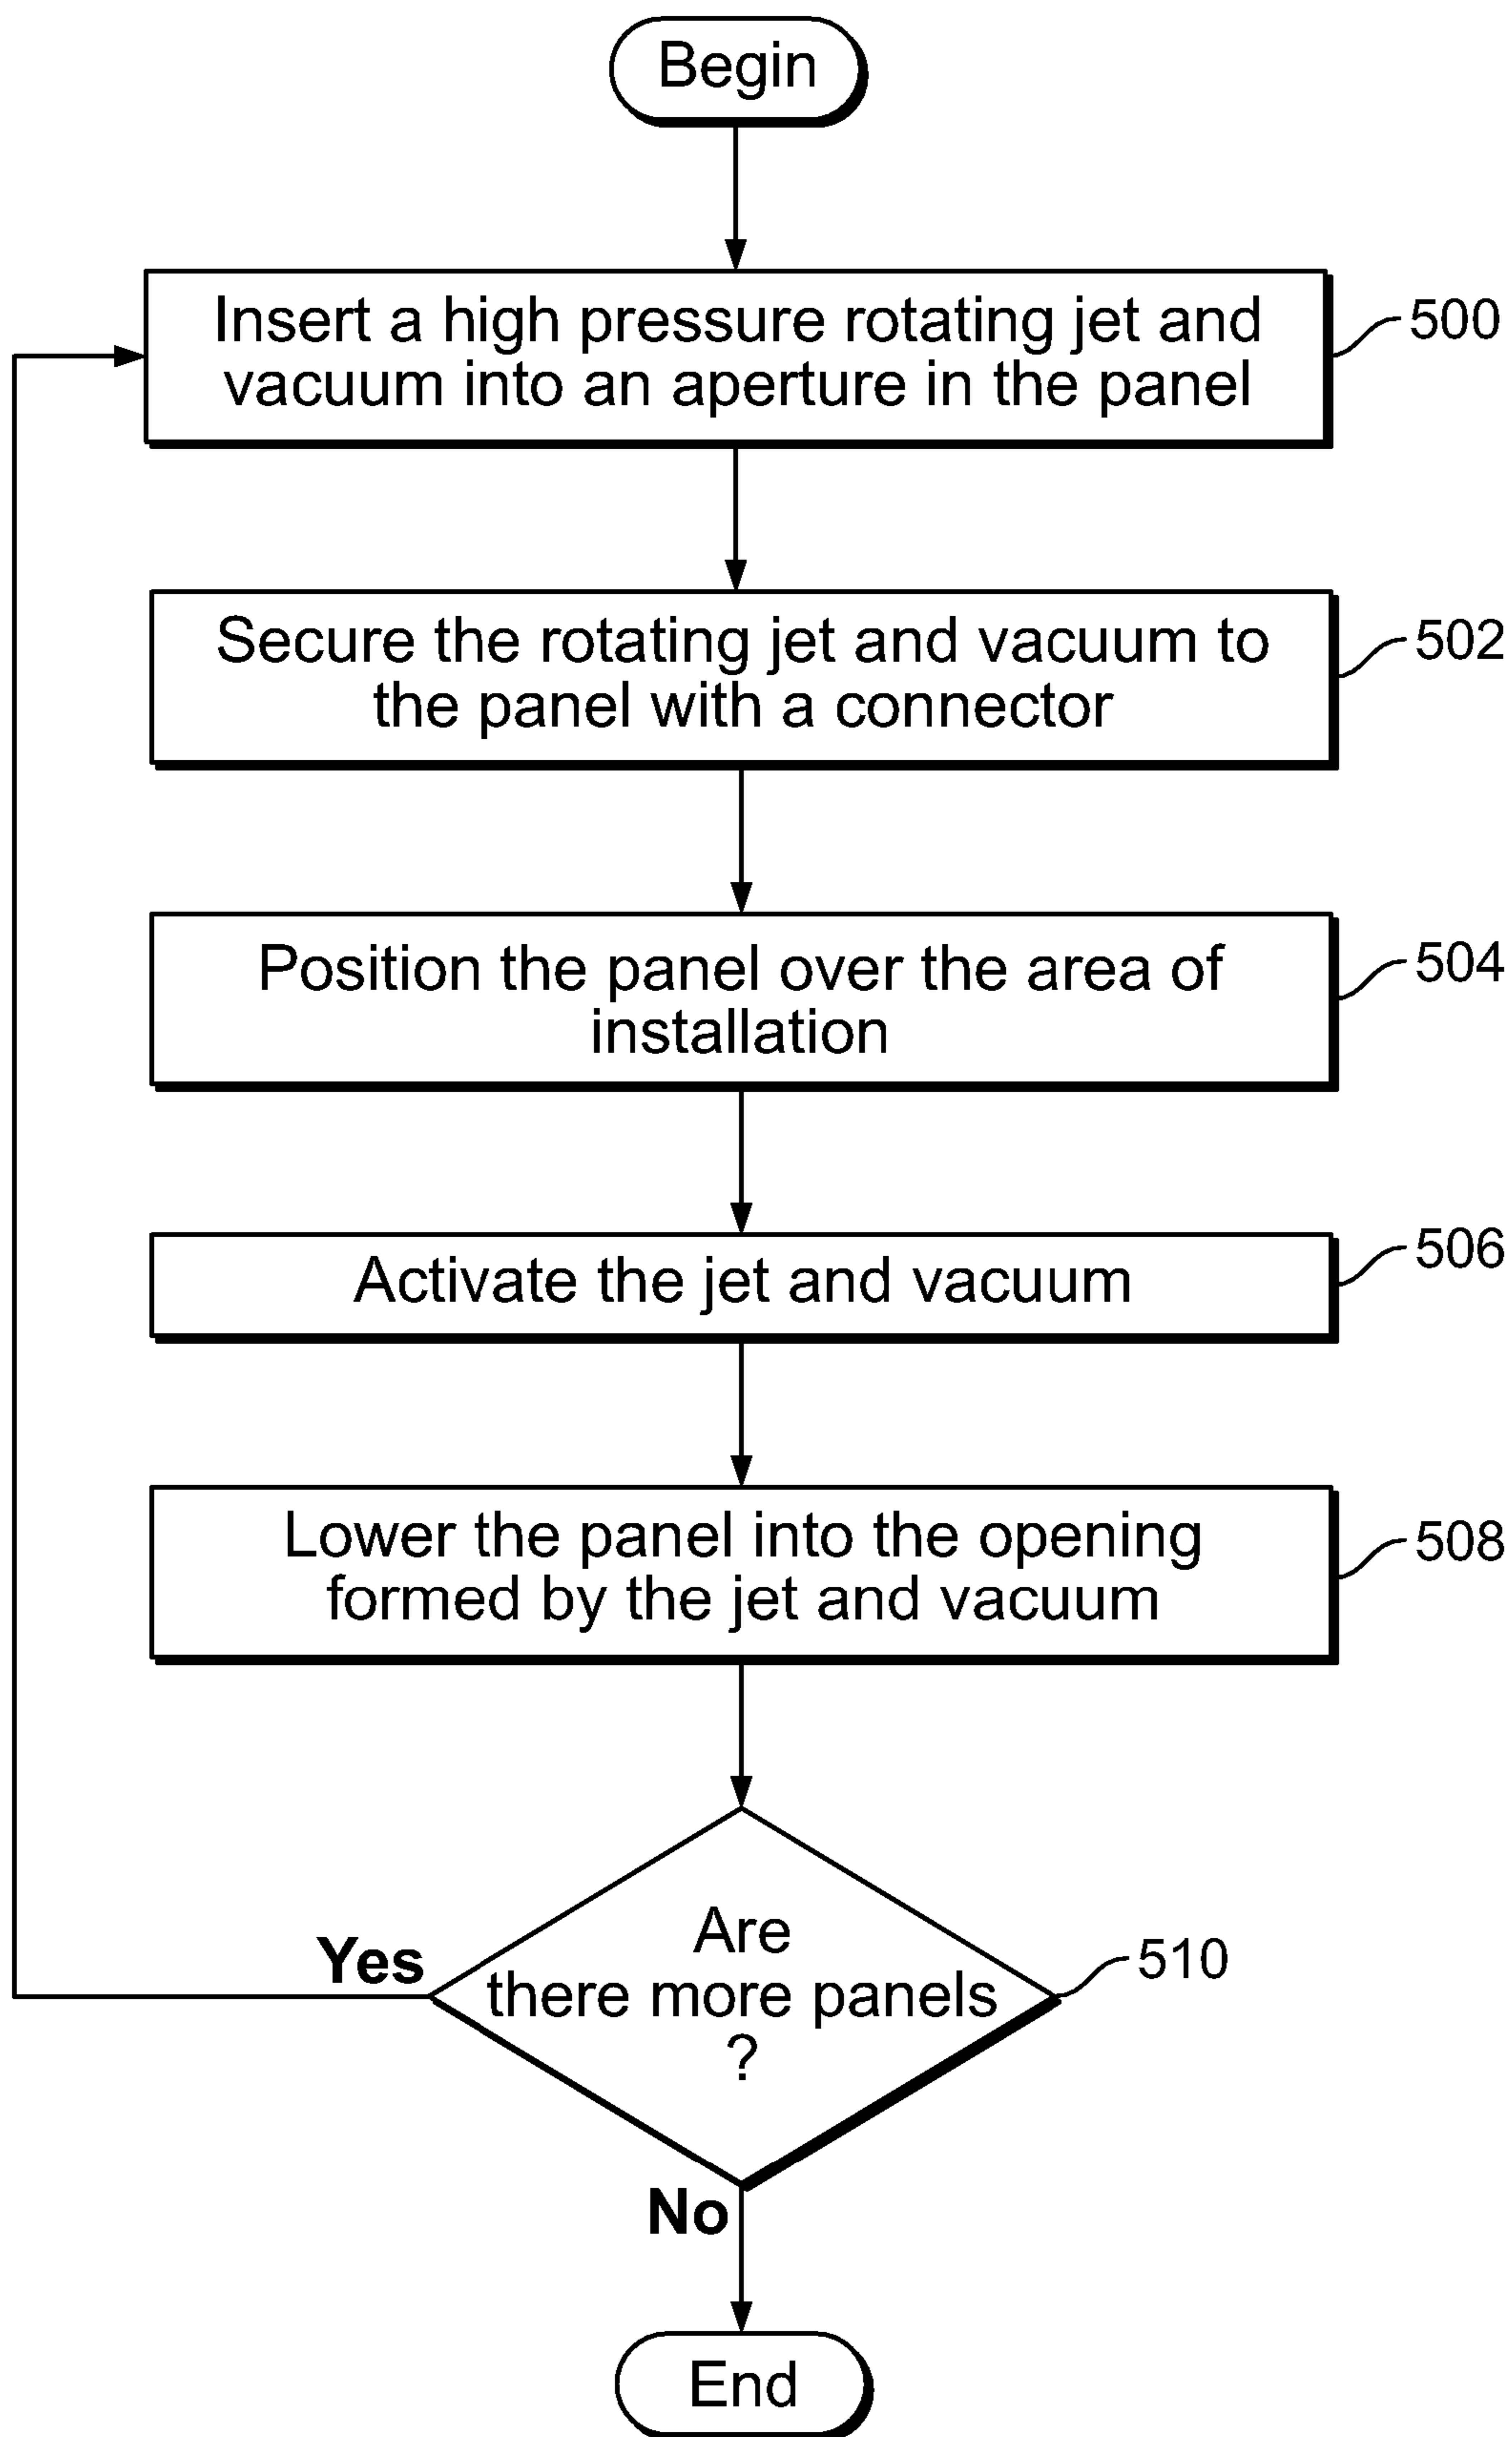 Begin
Insert a high pressure rotating jet and
vacuum into an aperture in the panel
500
Secure the rotating jet and vacuum to
the panel with a connector
502
Position the panel over the area of
installation
504
Activate the jet and vacuum
506
Lower the panel into the opening
formed by the jet and vacuum
508
Are
there more panels
?
510
Yes
No
End